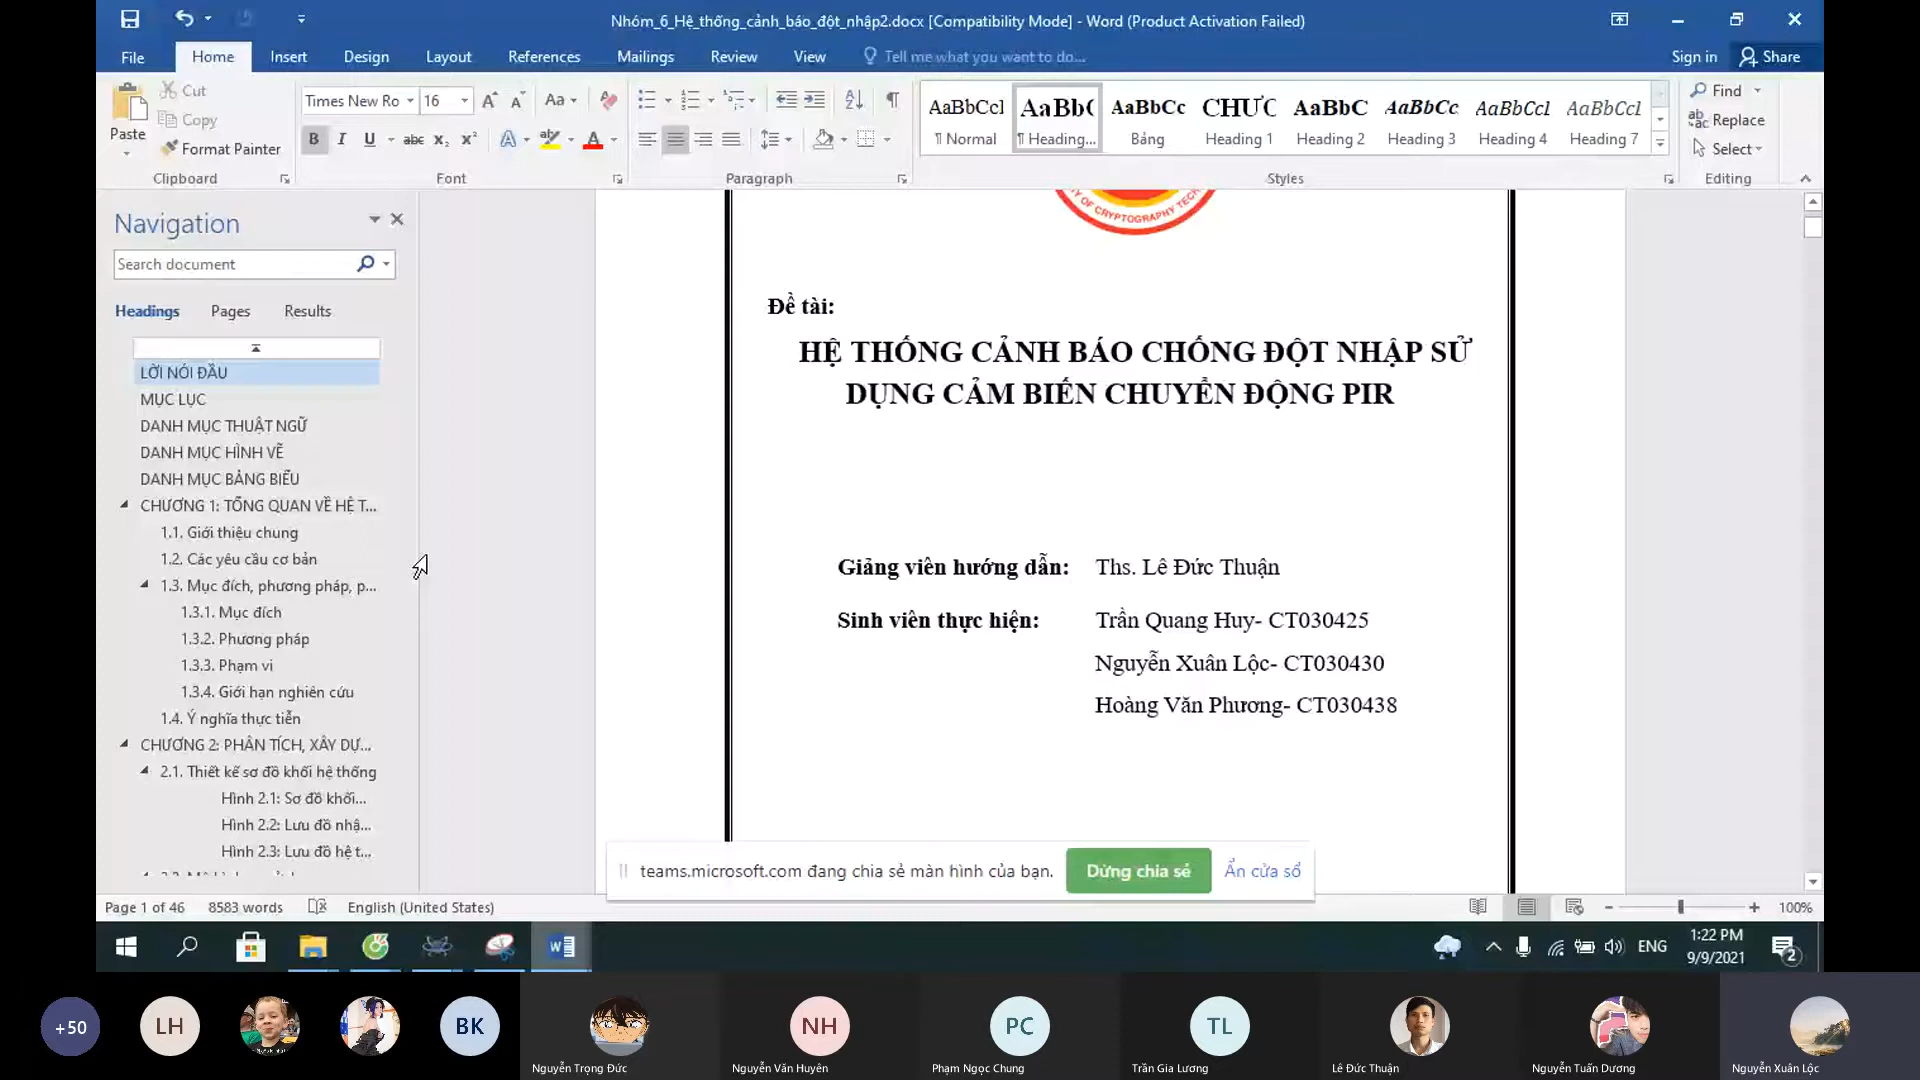 Nhóm_6_Hệ_thống_cảnh_báo_đột_nhập2.docx [Compatibility Mode] - Word (Product Activation Failed)
File Home Insert Design Layout References Mailings Review View Tell me what you want to do... Sign in Share
Paste
Cut
Copy
Format Painter
Clipboard
Times New Ro 16
Font
Paragraph
AaBbCcI AaBb( AaBbCc CHƯƠ AaBbC AaBbCc AaBbCcI AaBbCcI
¶ Normal ¶ Heading... Bảng Heading 1 Heading 2 Heading 3 Heading 4 Heading 7
Styles
Find
Replace
Select
Editing
Navigation
Search document
Headings Pages Results
LỜI NÓI ĐẦU
MỤC LỤC
DANH MỤC THUẬT NGỮ
DANH MỤC HÌNH VẼ
DANH MỤC BẢNG BIỂU
CHƯƠNG 1: TỔNG QUAN VỀ HỆ T...
1.1. Giới thiệu chung
1.2. Các yêu cầu cơ bản
1.3. Mục đích, phương pháp, p...
1.3.1. Mục đích
1.3.2. Phương pháp
1.3.3. Phạm vi
1.3.4. Giới hạn nghiên cứu
1.4. Ý nghĩa thực tiễn
CHƯƠNG 2: PHÂN TÍCH, XÂY DỰ...
2.1. Thiết kế sơ đồ khối hệ thống
Hình 2.1: Sơ đồ khối...
Hình 2.2: Lưu đồ nhậ...
Hình 2.3: Lưu đồ hệ t...
OF CRYPTOGRAPHY
Đề tài:
HỆ THỐNG CẢNH BÁO CHỐNG ĐỘT NHẬP SỬ
DỤNG CẢM BIẾN CHUYỂN ĐỘNG PIR
Giảng viên hướng dẫn: Ths. Lê Đức Thuận
Sinh viên thực hiện: Trần Quang Huy- CT030425
Nguyễn Xuân Lộc- CT030430
Hoàng Văn Phương- CT030438
teams.microsoft.com đang chia sẻ màn hình của bạn. Dừng chia sẻ Ẩn cửa sổ
Page 1 of 46 8583 words English (United States) 100%
ENG
1:22 PM
9/9/2021
2
+50 LH BK NH PC TL
Nguyễn Trọng Đức Nguyễn Văn Huyên Phạm Ngọc Chung Trần Gia Lương Lê Đức Thuận Nguyễn Tuấn Dương Nguyễn Xuân Lộc